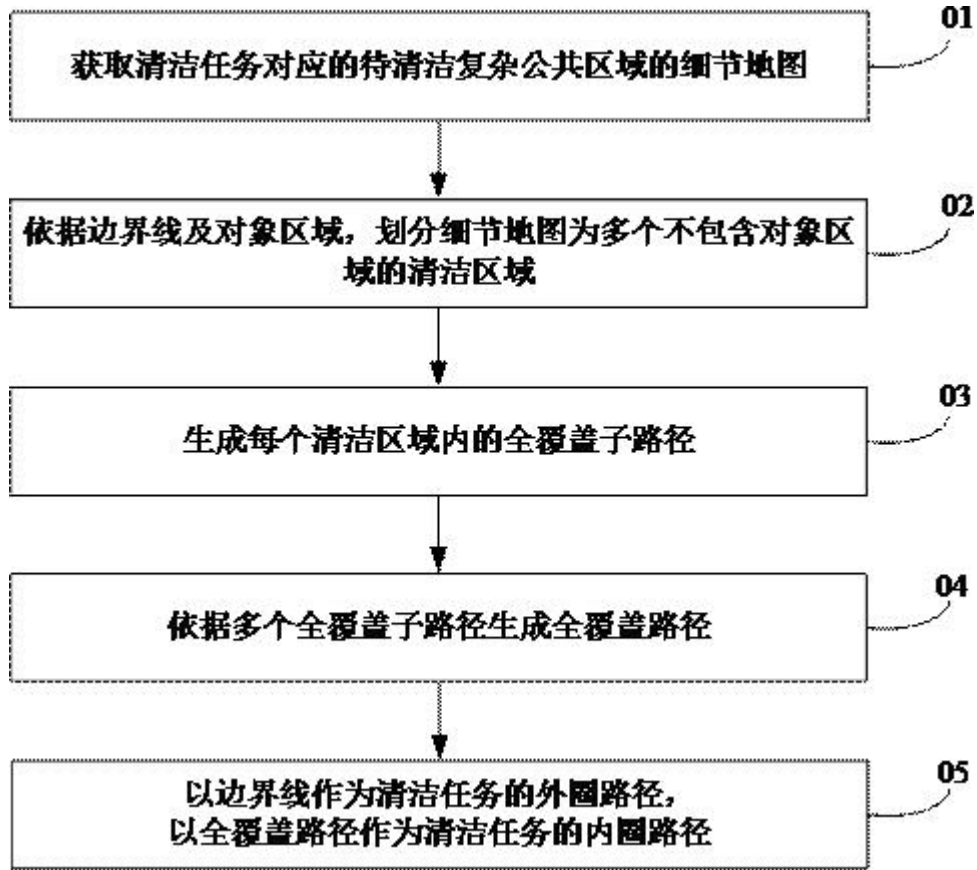 01
获取清洁任务对应的待清洁复杂公共区域的细节地图
02
依据边界线及对象区域，划分细节地图为多个不包含对象区
域的清洁区域
03
生成每个清洁区域内的全覆盖子路径
04
依据多个全覆盖子路径生成全覆盖路径
05
以边界线作为清洁任务的外圈路径，
以全覆盖路径作为清洁任务的内圈路径